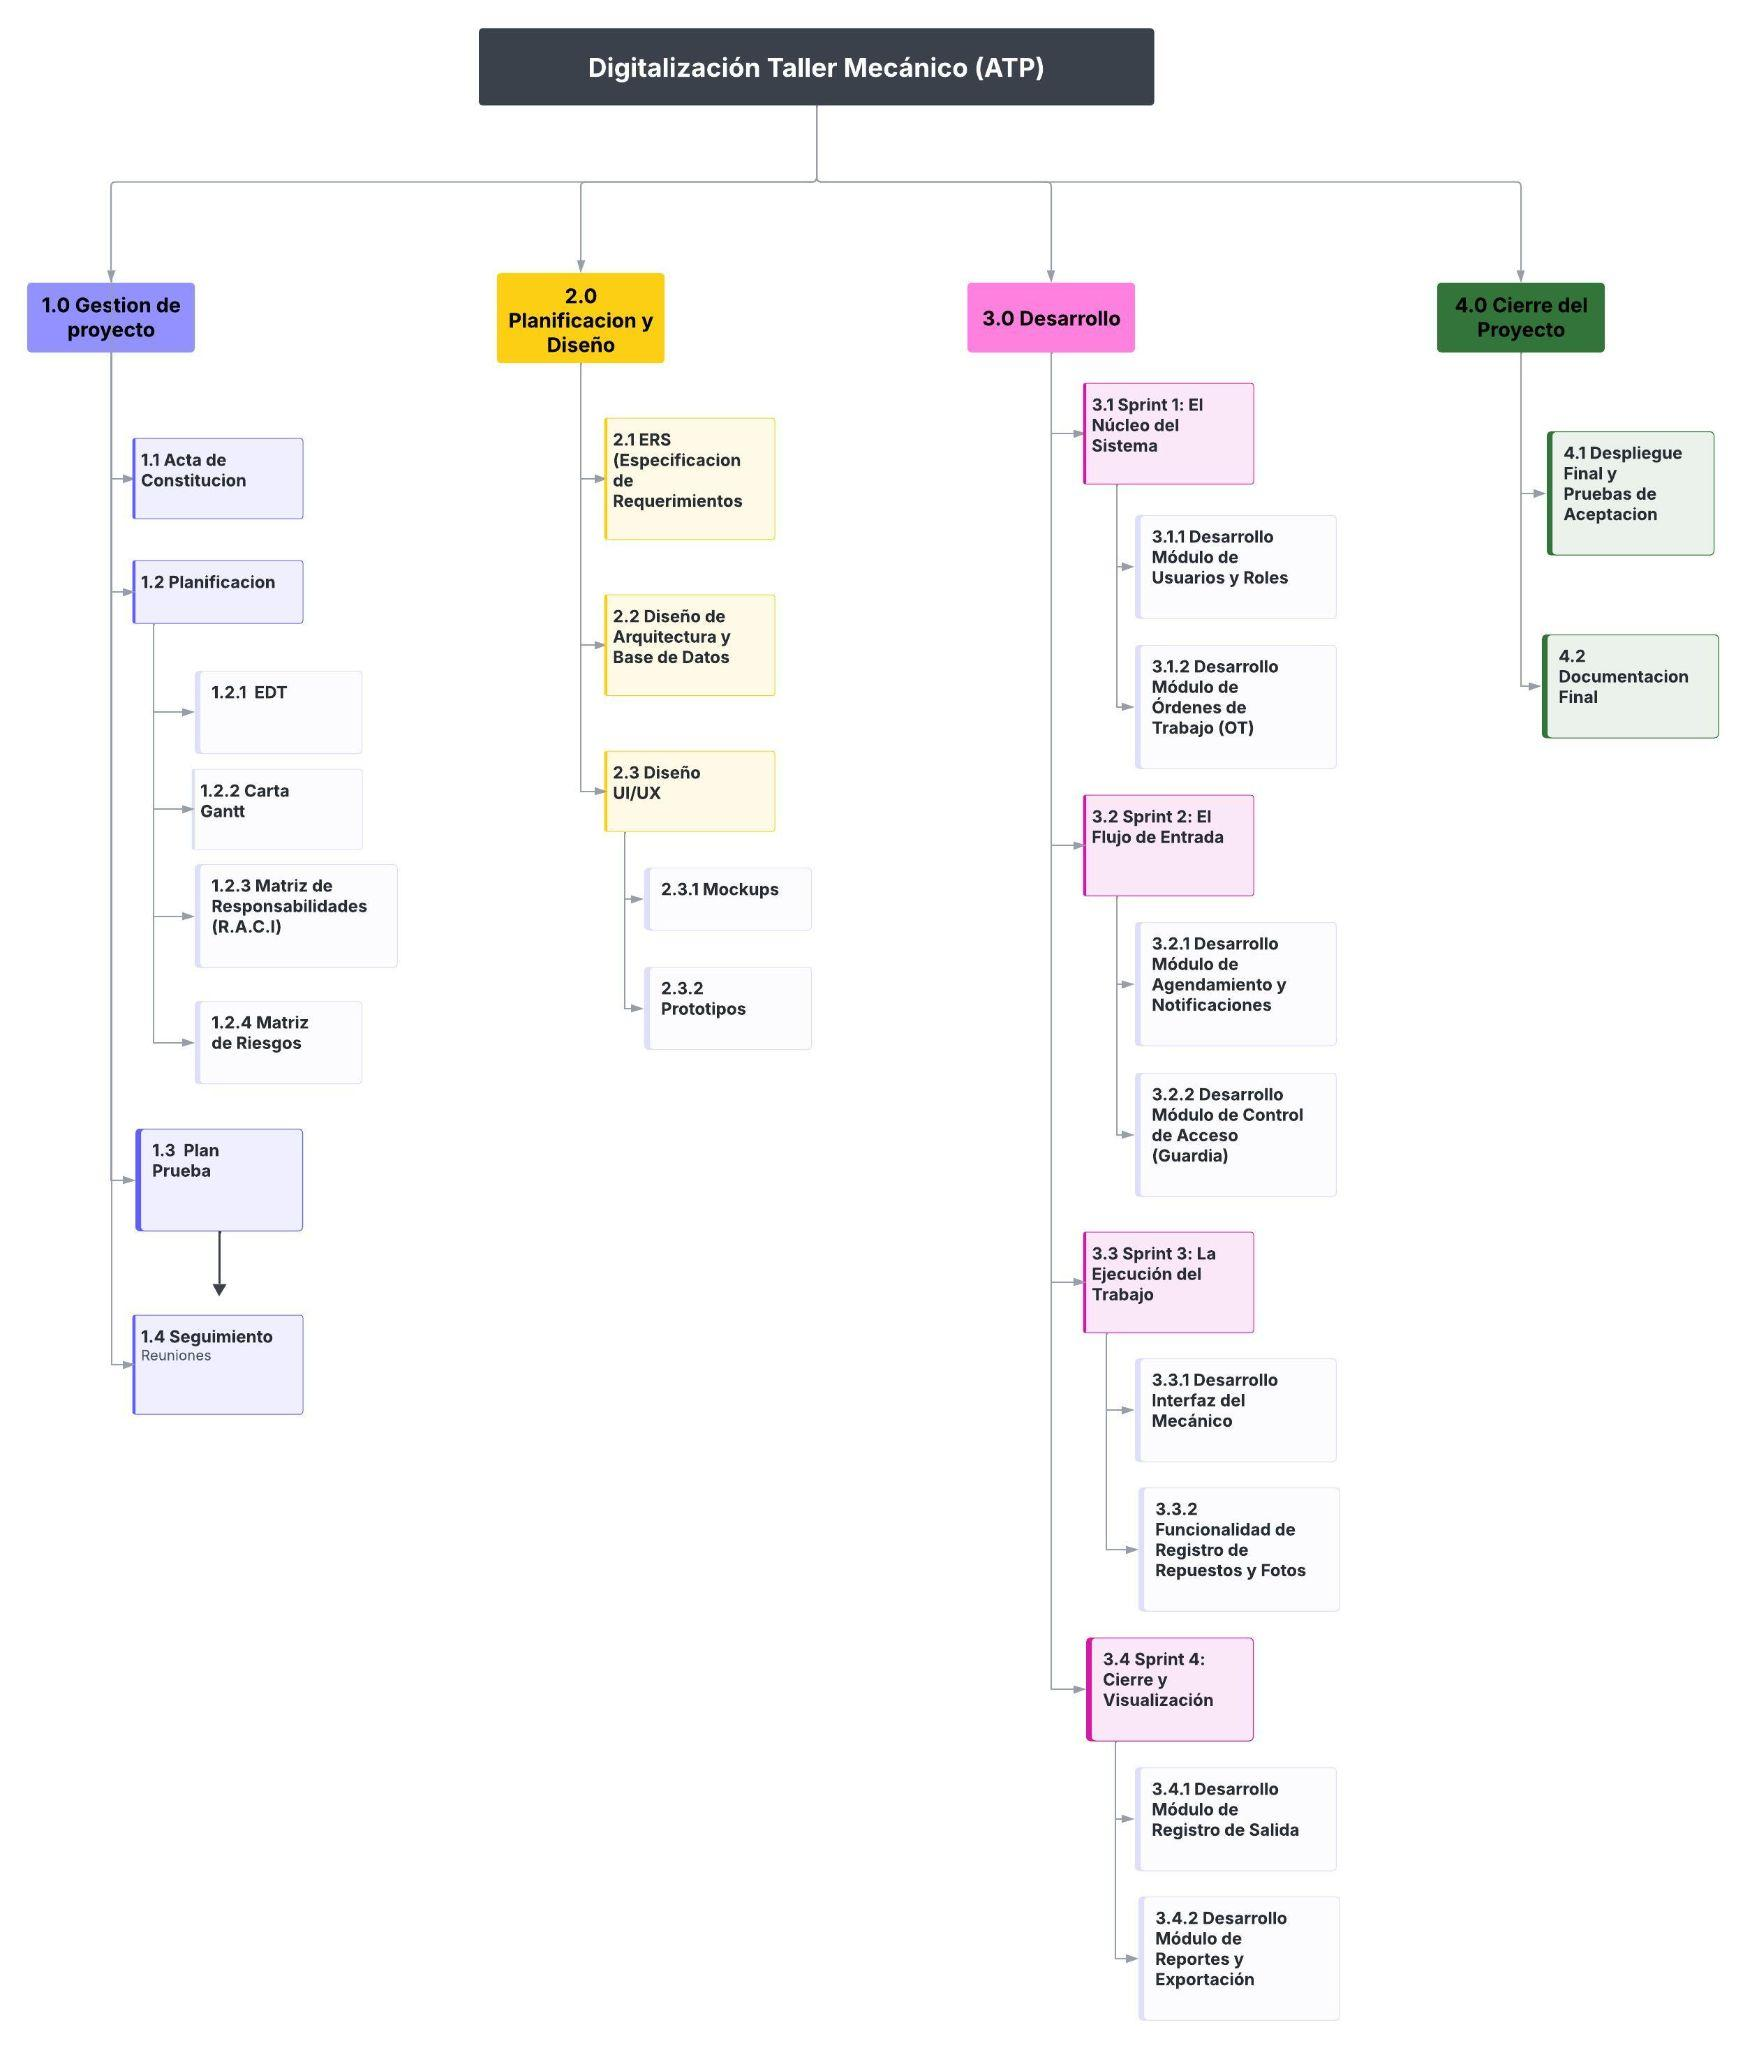 Digitalización Taller Mecánico (ATP)
1.0 Gestion de
proyecto
1.1 Acta de
Constitucion
1.2 Planificacion
1.2.1 EDT
1.2.2 Carta
Gantt
1.2.3 Matriz de
Responsabilidades
(R.A.C.I)
1.2.4 Matriz
de Riesgos
1.3 Plan
Prueba
1.4 Seguimiento
Reuniones
2.0
Planificacion y
Diseño
2.1 ERS
(Especificacion
de
Requerimientos
2.2 Diseño de
Arquitectura y
Base de Datos
2.3 Diseño
UI/UX
2.3.1 Mockups
2.3.2
Prototipos
3.0 Desarrollo
3.1 Sprint 1: El
Núcleo del
Sistema
3.1.1 Desarrollo
Módulo de
Usuarios y Roles
3.1.2 Desarrollo
Módulo de
Órdenes de
Trabajo (OT)
3.2 Sprint 2: El
Flujo de Entrada
3.2.1 Desarrollo
Módulo de
Agendamiento y
Notificaciones
3.2.2 Desarrollo
Módulo de Control
de Acceso
(Guardia)
3.3 Sprint 3: La
Ejecución del
Trabajo
3.3.1 Desarrollo
Interfaz del
Mecánico
3.3.2
Funcionalidad de
Registro de
Repuestos y Fotos
3.4 Sprint 4:
Cierre y
Visualización
3.4.1 Desarrollo
Módulo de
Registro de Salida
3.4.2 Desarrollo
Módulo de
Reportes y
Exportación
4.0 Cierre del
Proyecto
4.1 Despliegue
Final y
Pruebas de
Aceptacion
4.2
Documentacion
Final